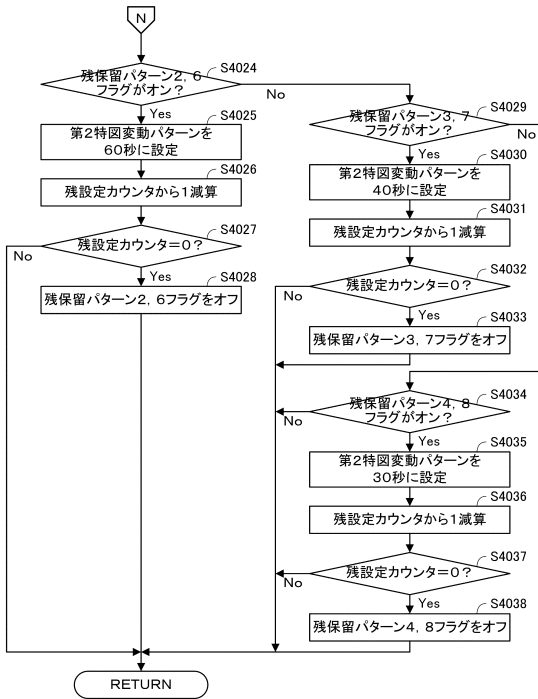 N
残保留パターン2, 6
フラグがオン?
S4024
No
Yes
第2特図変動パターンを
60秒に設定
S4025
残設定カウンタから1減算
S4026
残設定カウンタ=0?
S4027
No
Yes
残保留パターン2, 6フラグをオフ
S4028
残保留パターン3, 7
フラグがオン?
S4029
No
Yes
第2特図変動パターンを
40秒に設定
S4030
残設定カウンタから1減算
S4031
残設定カウンタ=0?
S4032
No
Yes
残保留パターン3, 7フラグをオフ
S4033
残保留パターン4, 8
フラグがオン?
S4034
No
Yes
第2特図変動パターンを
30秒に設定
S4035
残設定カウンタから1減算
S4036
残設定カウンタ=0?
S4037
No
Yes
残保留パターン4, 8フラグをオフ
S4038
RETURN